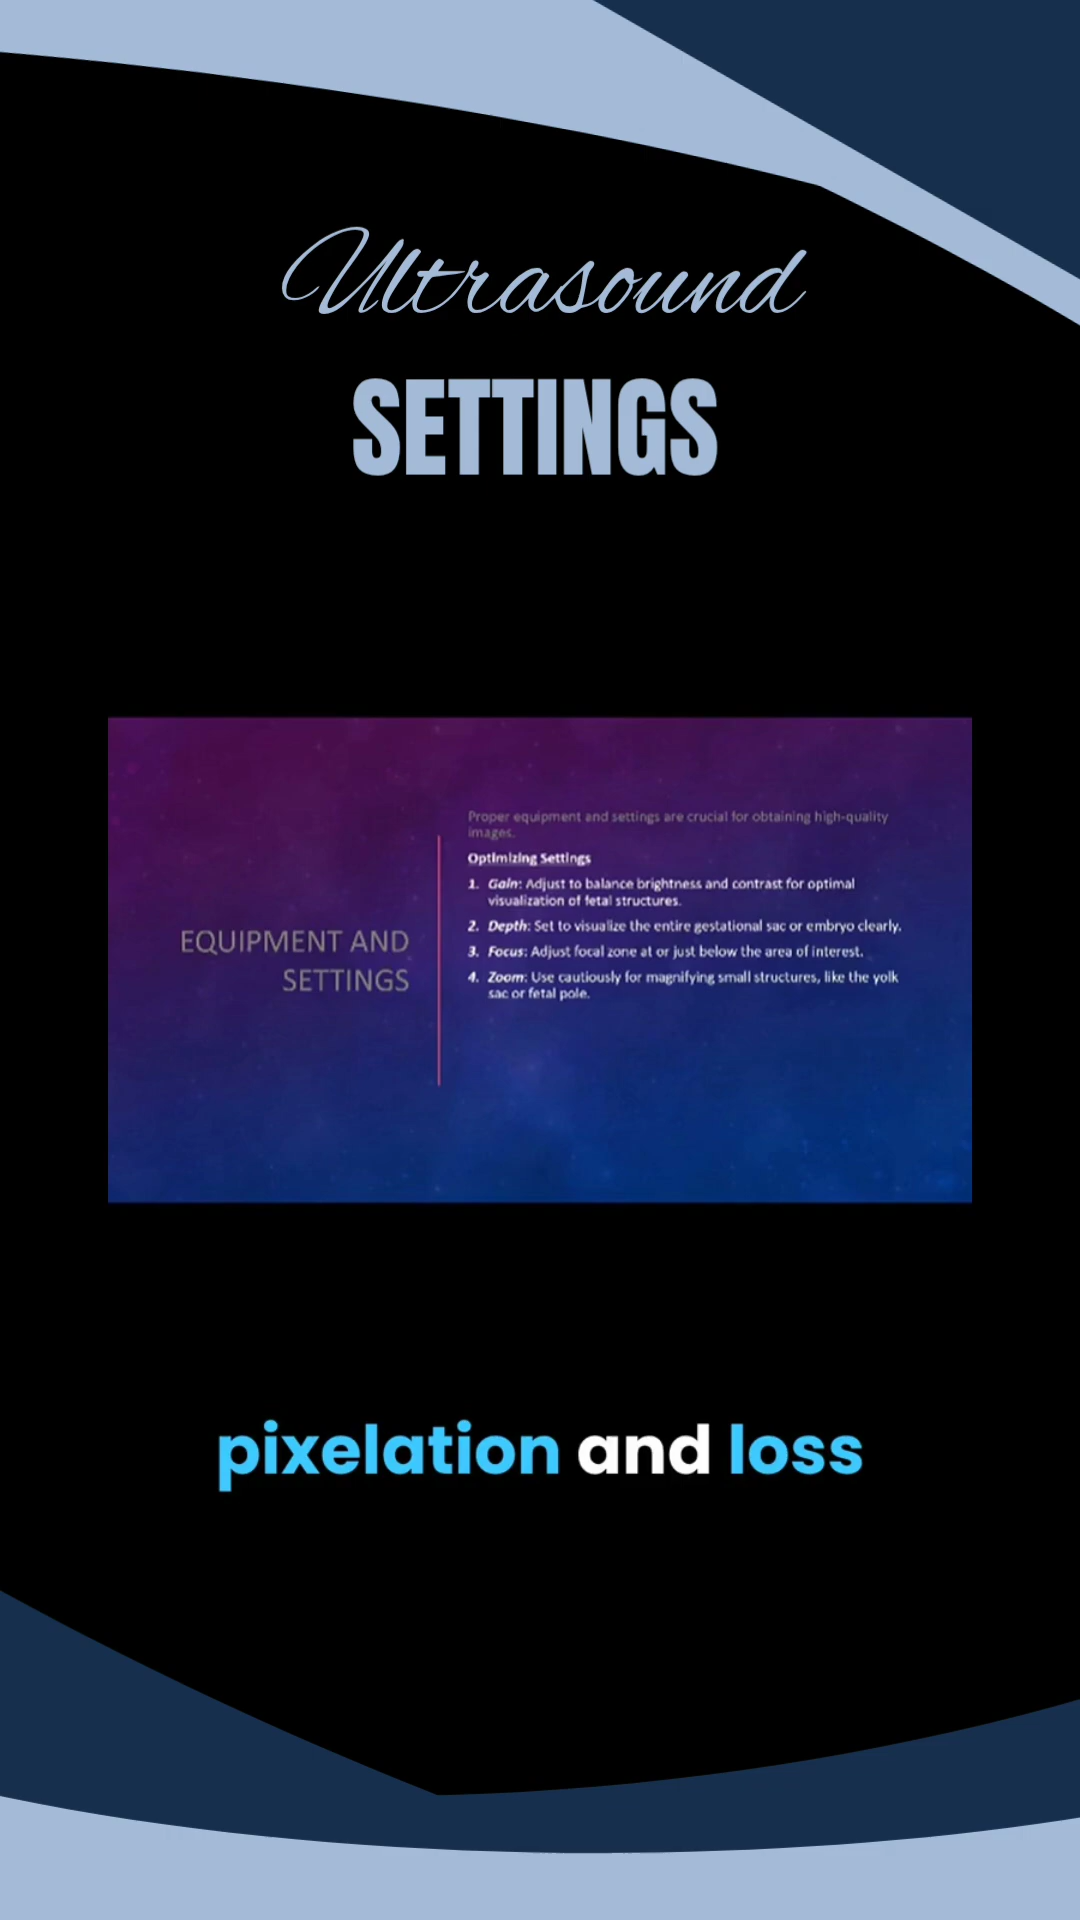 Ultrasound
SETTINGS
EQUIPMENT AND
SETTINGS
Proper equipment and settings are crucial for obtaining high-quality
images.
Optimizing Settings
1. Gain: Adjust to balance brightness and contrast for optimal
visualization of fetal structures.
2. Depth: Set to visualize the entire gestational sac or embryo clearly.
3. Focus: Adjust focal zone at or just below the area of interest.
4. Zoom: Use cautiously for magnifying small structures, like the yolk
sac or fetal pole.
pixelation and loss